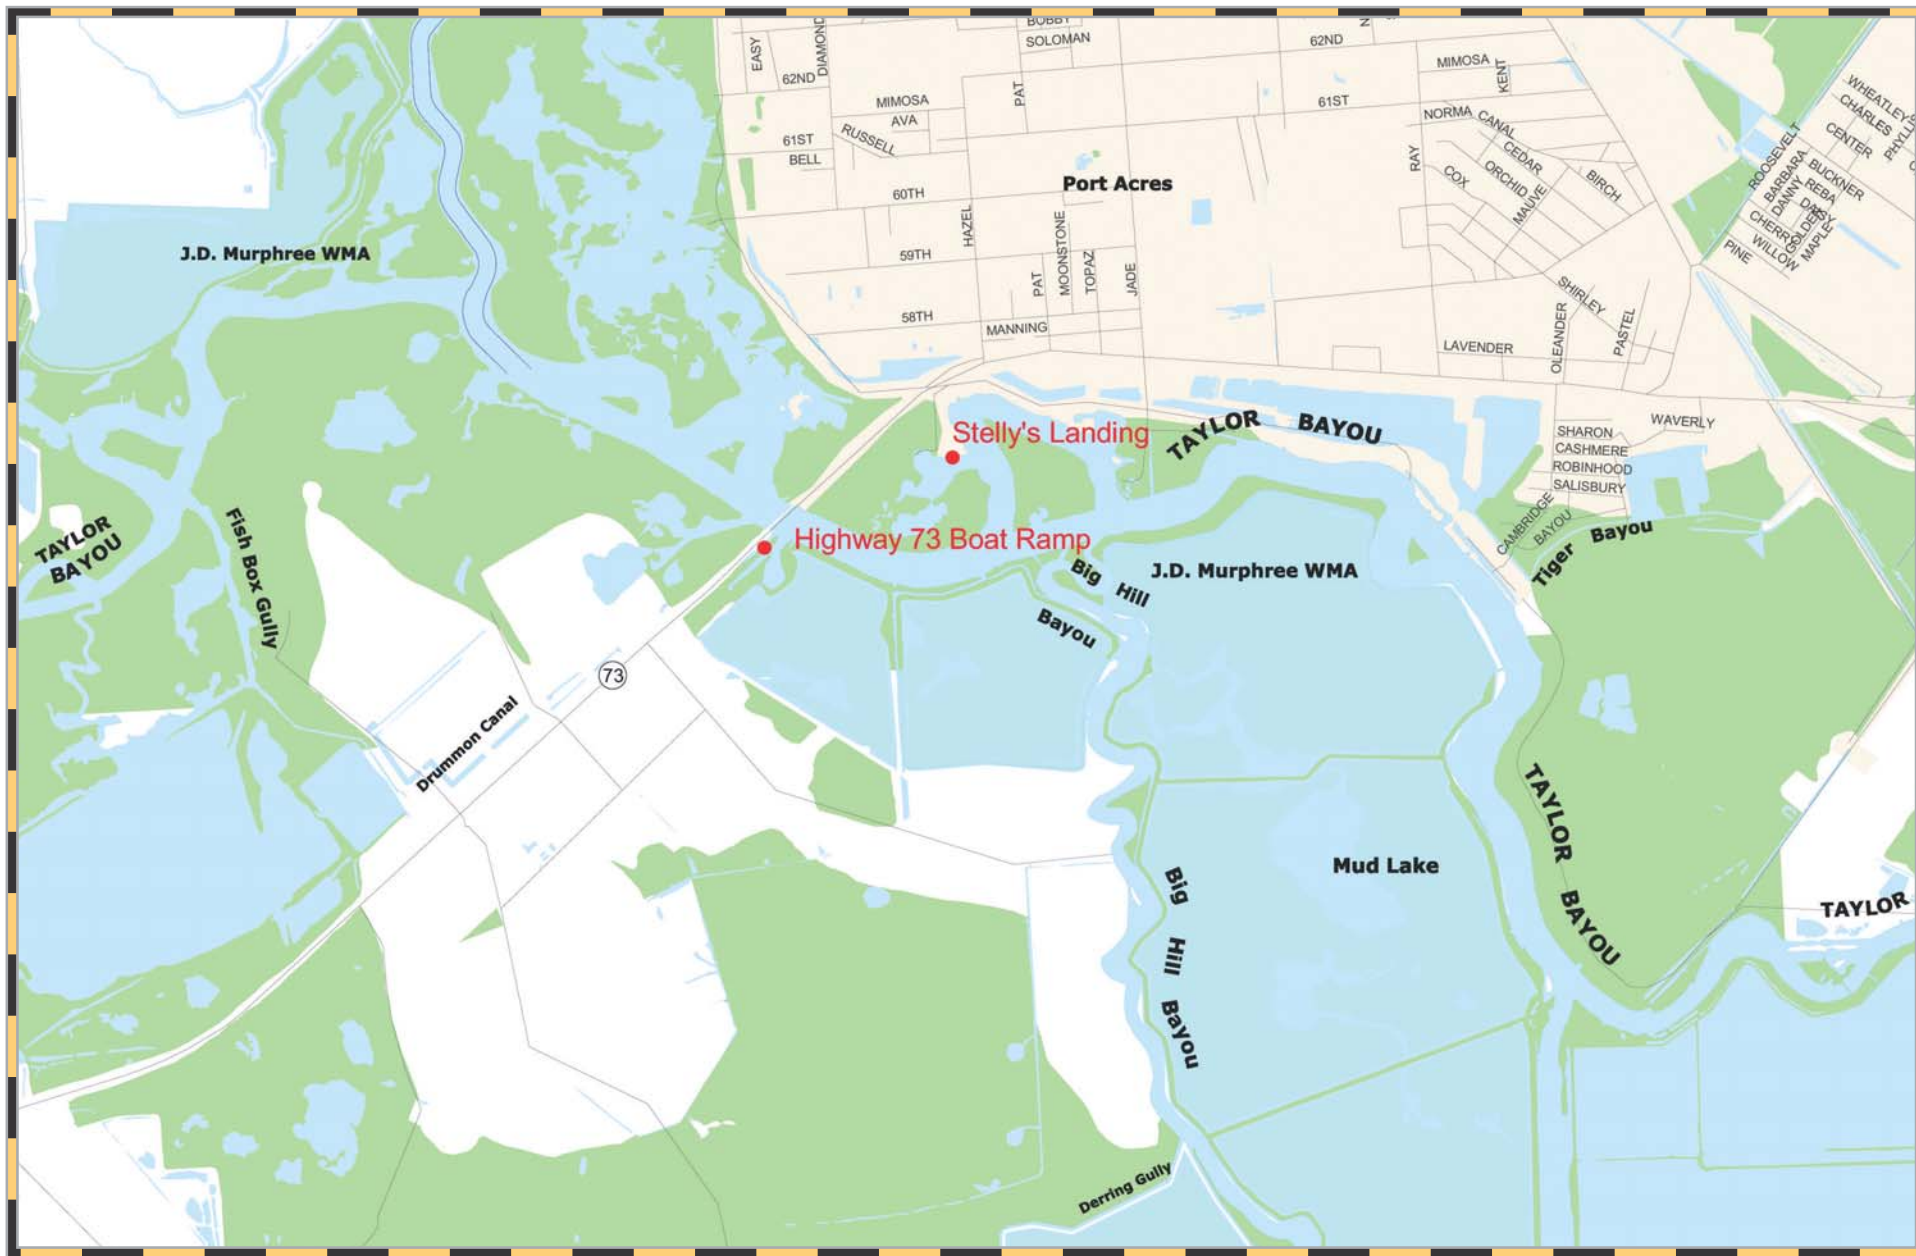 BOBBY
SOLOMAN
EASY
DIAMOND
62ND
62ND
MIMOSA
KENT
PAT
MIMOSA
AVA
61ST
61ST
RUSSELL
BELL
NORMA
CANAL
CEDAR
ORCHID
MAUVE
BIRCH
COX
RAY
WHEATLEY
CHARLES
CENTER
ROOSEVELT
BARBARA
DANNY
BUCKNER
REBA
DAISY
GOLDEN
MAPLE
CHERRY
WILLOW
PINE
Port Acres
60TH
HAZEL
MOONSTONE
59TH
PAT
TOPAZ
JADE
58TH
MANNING
J.D. Murphree WMA
SHIRLEY
OLEANDER
PASTEL
LAVENDER
WAVERLY
SHARON
CASHMERE
ROBINHOOD
SALISBURY
CAMBRIDGE
BAYOU
Stelly's Landing
TAYLOR BAYOU
Highway 73 Boat Ramp
TAYLOR
BAYOU
Fish Box Gully
Tiger Bayou
Big Hill
Bayou
J.D. Murphree WMA
73
Drummon Canal
TAYLOR BAYOU
Mud Lake
Big Hill Bayou
TAYLOR
Derring Gully